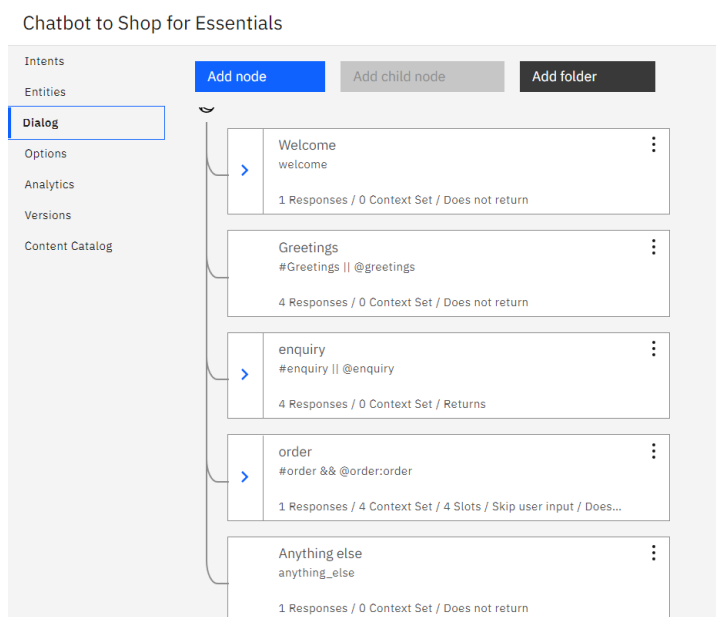 Chatbot to Shop for Essentials
Intents
Entities
Dialog
Options
Analytics
Versions
Content Catalog
Add node
Add child node
Add folder
Welcome
welcome
1 Responses / 0 Context Set / Does not return
Greetings
#Greetings || @greetings
4 Responses / 0 Context Set / Does not return
enquiry
#enquiry || @enquiry
4 Responses / 0 Context Set / Returns
order
#order && @order:order
1 Responses / 4 Context Set / 4 Slots / Skip user input / Does...
Anything else
anything_else
1 Responses / 0 Context Set / Does not return